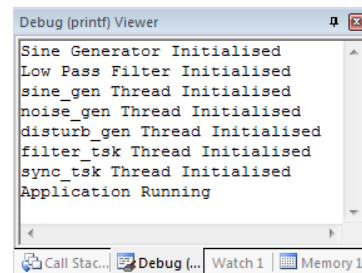 Debug (printf) Viewer
Sine Generator Initialised
Low Pass Filter Initialised
sine_gen Thread Initialised
noise_gen Thread Initialised
disturb_gen Thread Initialised
filter_tsk Thread Initialised
sync_tsk Thread Initialised
Application Running
Call Stac... Debug (... Watch 1 Memory 1